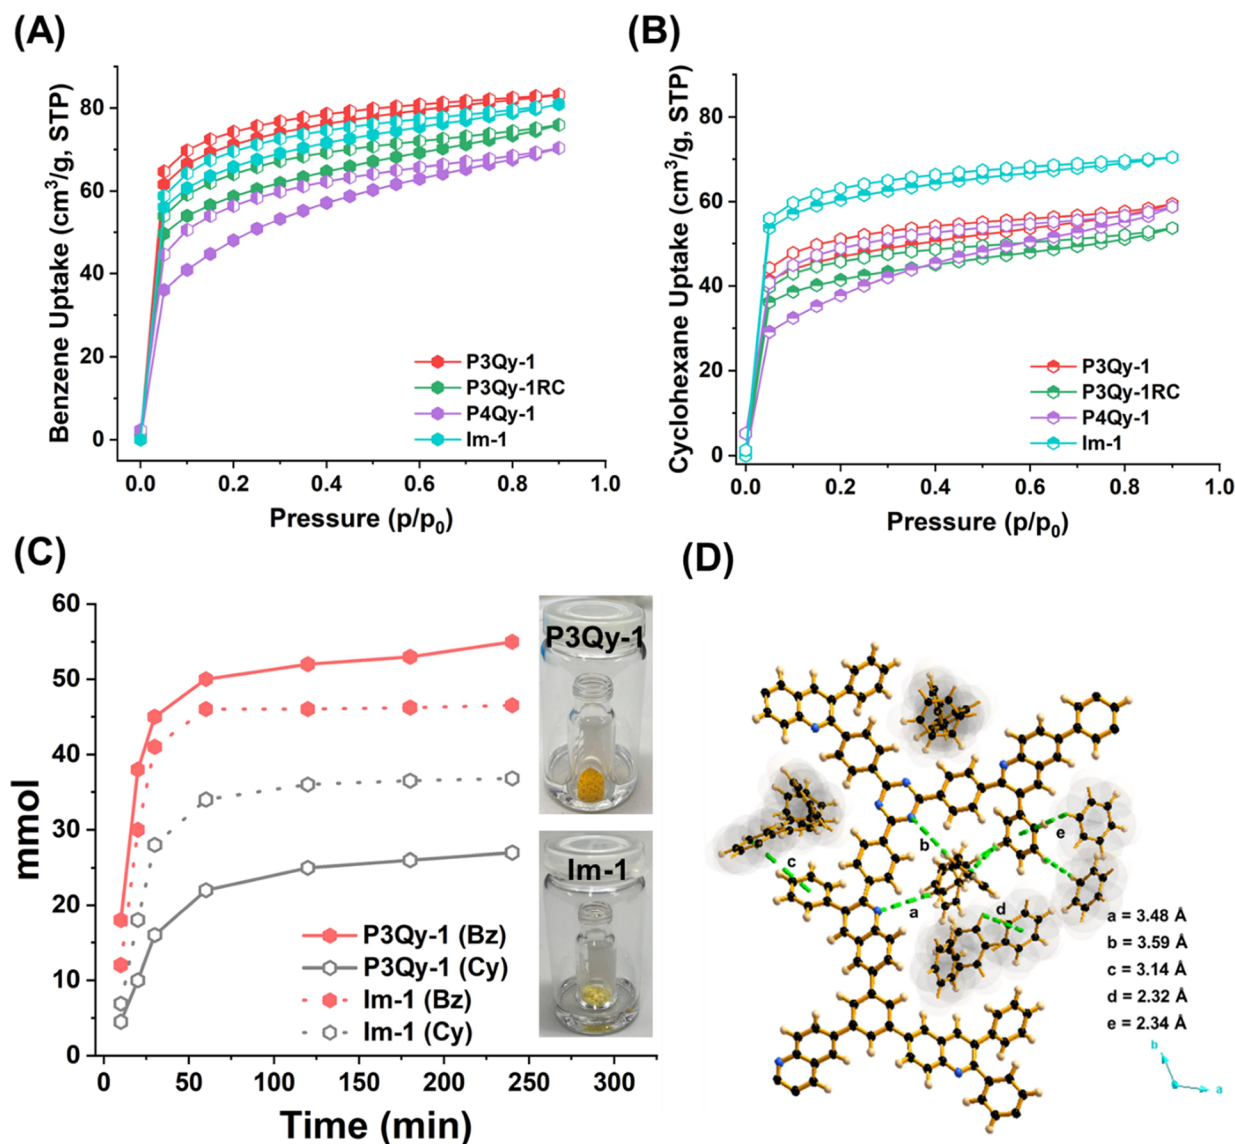 (A)
Benzene Uptake (cm³/g, STP)
80
60
40
20
0
P3Qy-1
P3Qy-1RC
P4Qy-1
Im-1
0.0 0.2 0.4 0.6 0.8 1.0
Pressure (p/p₀)
(B)
Cyclohexane Uptake (cm³/g, STP)
80
60
40
20
0
P3Qy-1
P3Qy-1RC
P4Qy-1
Im-1
0.0 0.2 0.4 0.6 0.8 1.0
Pressure (p/p₀)
(C)
mmol
60
50
40
30
20
10
0
P3Qy-1 (Bz)
P3Qy-1 (Cy)
Im-1 (Bz)
Im-1 (Cy)
0 50 100 150 200 250 300
Time (min)
P3Qy-1
Im-1
(D)
b
e
c
a
d
a = 3.48 Å
b = 3.59 Å
c = 3.14 Å
d = 2.32 Å
e = 2.34 Å
b
a